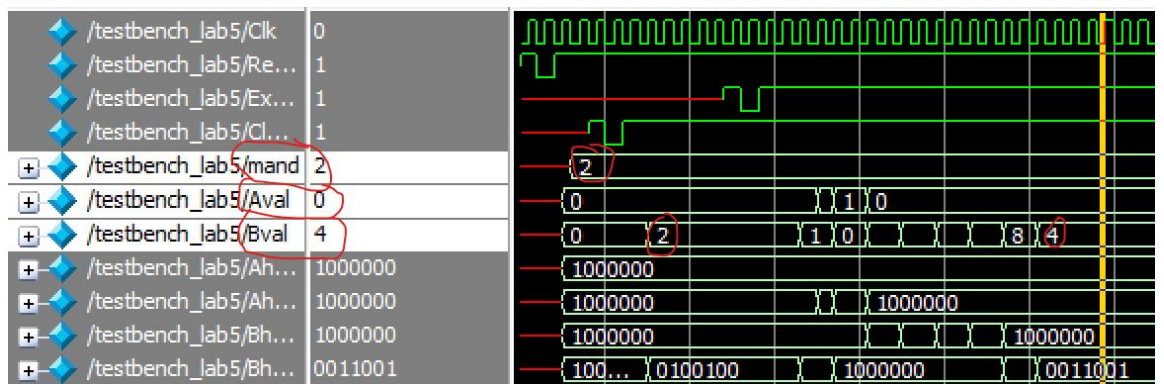 /testbench_lab5/Clk 0
/testbench_lab5/Re... 1
/testbench_lab5/Ex... 1
/testbench_lab5/Cl... 1
/testbench_lab5/mand 2 2
/testbench_lab5/Aval 0 0 1 0
/testbench_lab5/Bval 4 0 2 1 0 8 4
/testbench_lab5/Ah... 1000000 1000000
/testbench_lab5/Ah... 1000000 1000000 1000000
/testbench_lab5/Bh... 1000000 1000000 1000000
/testbench_lab5/Bh... 0011001 100... 0100100 1000000 0011001